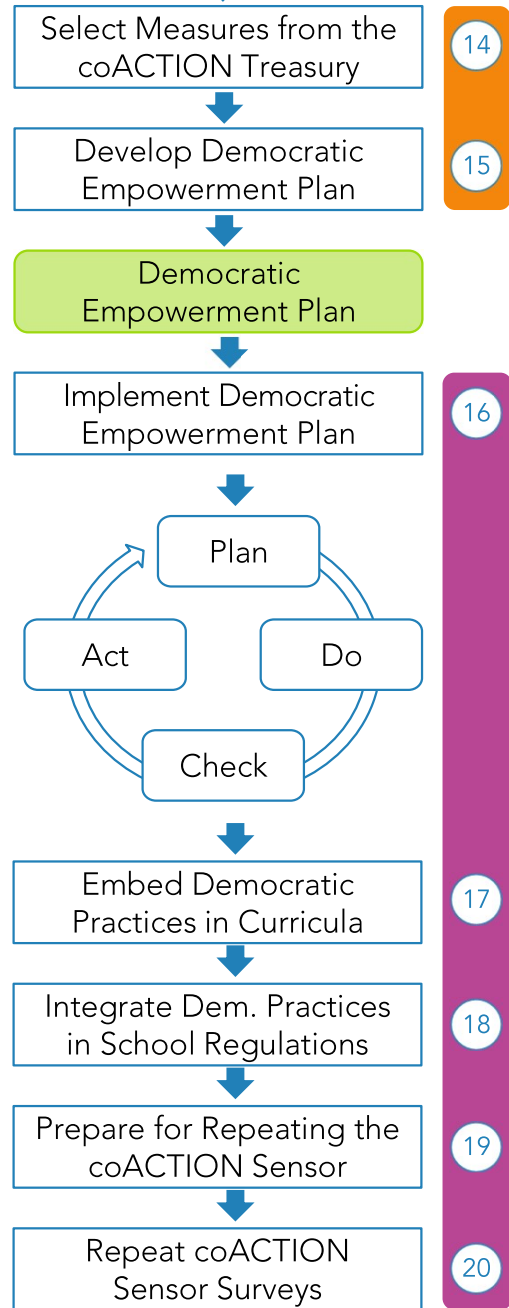 Select Measures from the
coACTION Treasury
14
Develop Democratic
Empowerment Plan
15
Democratic
Empowerment Plan
Implement Democratic
Empowerment Plan
16
Plan
Act
Do
Check
Embed Democratic
Practices in Curricula
17
Integrate Dem. Practices
in School Regulations
18
Prepare for Repeating the
coACTION Sensor
19
Repeat coACTION
Sensor Surveys
20